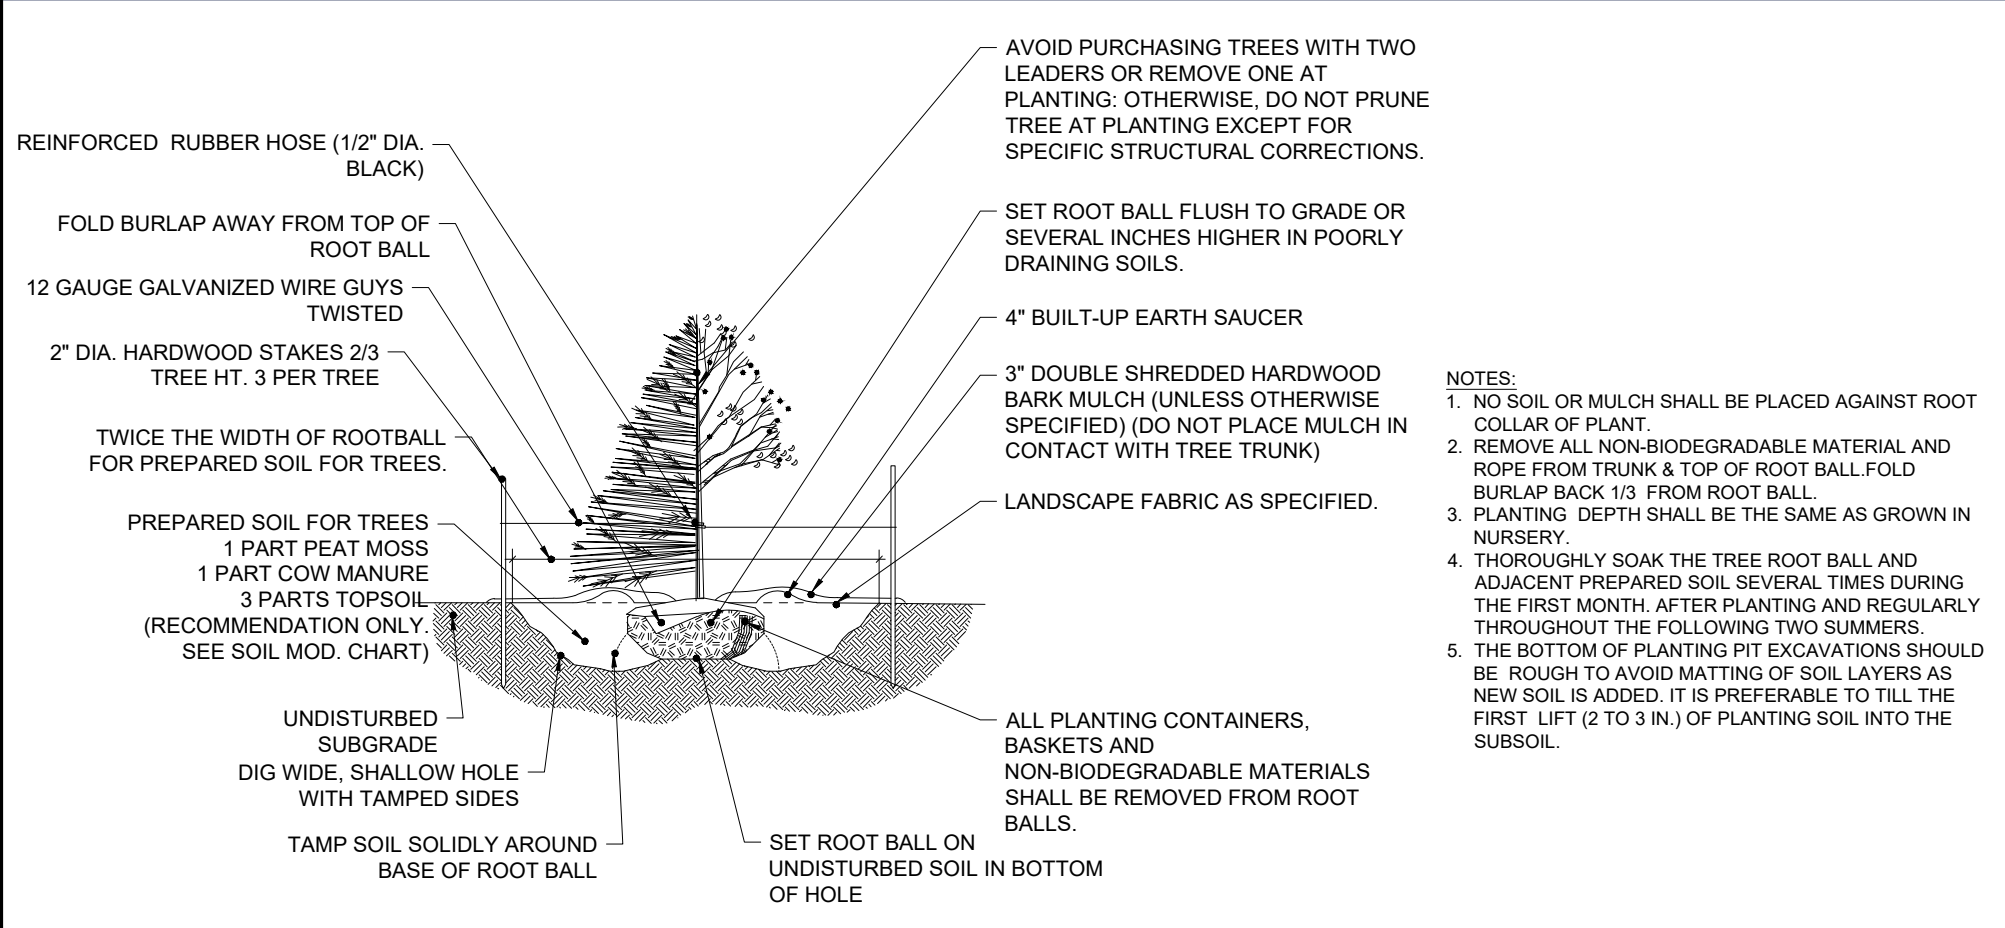 REINFORCED  RUBBER HOSE (1/2" DIA.
BLACK)
FOLD BURLAP AWAY FROM TOP OF
ROOT BALL
12 GAUGE GALVANIZED WIRE GUYS
TWISTED
2" DIA. HARDWOOD STAKES 2/3
TREE HT. 3 PER TREE
TWICE THE WIDTH OF ROOTBALL
FOR PREPARED SOIL FOR TREES.
PREPARED SOIL FOR TREES
1 PART PEAT MOSS
1 PART COW MANURE
3 PARTS TOPSOIL
(RECOMMENDATION ONLY.
SEE SOIL MOD. CHART)
UNDISTURBED
SUBGRADE
DIG WIDE, SHALLOW HOLE
WITH TAMPED SIDES
TAMP SOIL SOLIDLY AROUND
BASE OF ROOT BALL
AVOID PURCHASING TREES WITH TWO
LEADERS OR REMOVE ONE AT
PLANTING: OTHERWISE, DO NOT PRUNE
TREE AT PLANTING EXCEPT FOR
SPECIFIC STRUCTURAL CORRECTIONS.
SET ROOT BALL FLUSH TO GRADE OR
SEVERAL INCHES HIGHER IN POORLY
DRAINING SOILS.
4" BUILT-UP EARTH SAUCER
3" DOUBLE SHREDDED HARDWOOD
BARK MULCH (UNLESS OTHERWISE
SPECIFIED) (DO NOT PLACE MULCH IN
CONTACT WITH TREE TRUNK)
LANDSCAPE FABRIC AS SPECIFIED.
ALL PLANTING CONTAINERS,
BASKETS AND
NON-BIODEGRADABLE MATERIALS
SHALL BE REMOVED FROM ROOT
BALLS.
SET ROOT BALL ON
UNDISTURBED SOIL IN BOTTOM
OF HOLE
NOTES:
1. NO SOIL OR MULCH SHALL BE PLACED AGAINST ROOT
COLLAR OF PLANT.
2. REMOVE ALL NON-BIODEGRADABLE MATERIAL AND
ROPE FROM TRUNK & TOP OF ROOT BALL.FOLD
BURLAP BACK 1/3  FROM ROOT BALL.
3. PLANTING  DEPTH SHALL BE THE SAME AS GROWN IN
NURSERY.
4. THOROUGHLY SOAK THE TREE ROOT BALL AND
ADJACENT PREPARED SOIL SEVERAL TIMES DURING
THE FIRST MONTH. AFTER PLANTING AND REGULARLY
THROUGHOUT THE FOLLOWING TWO SUMMERS.
5. THE BOTTOM OF PLANTING PIT EXCAVATIONS SHOULD
BE  ROUGH TO AVOID MATTING OF SOIL LAYERS AS
NEW SOIL IS ADDED. IT IS PREFERABLE TO TILL THE
FIRST  LIFT (2 TO 3 IN.) OF PLANTING SOIL INTO THE
SUBSOIL.